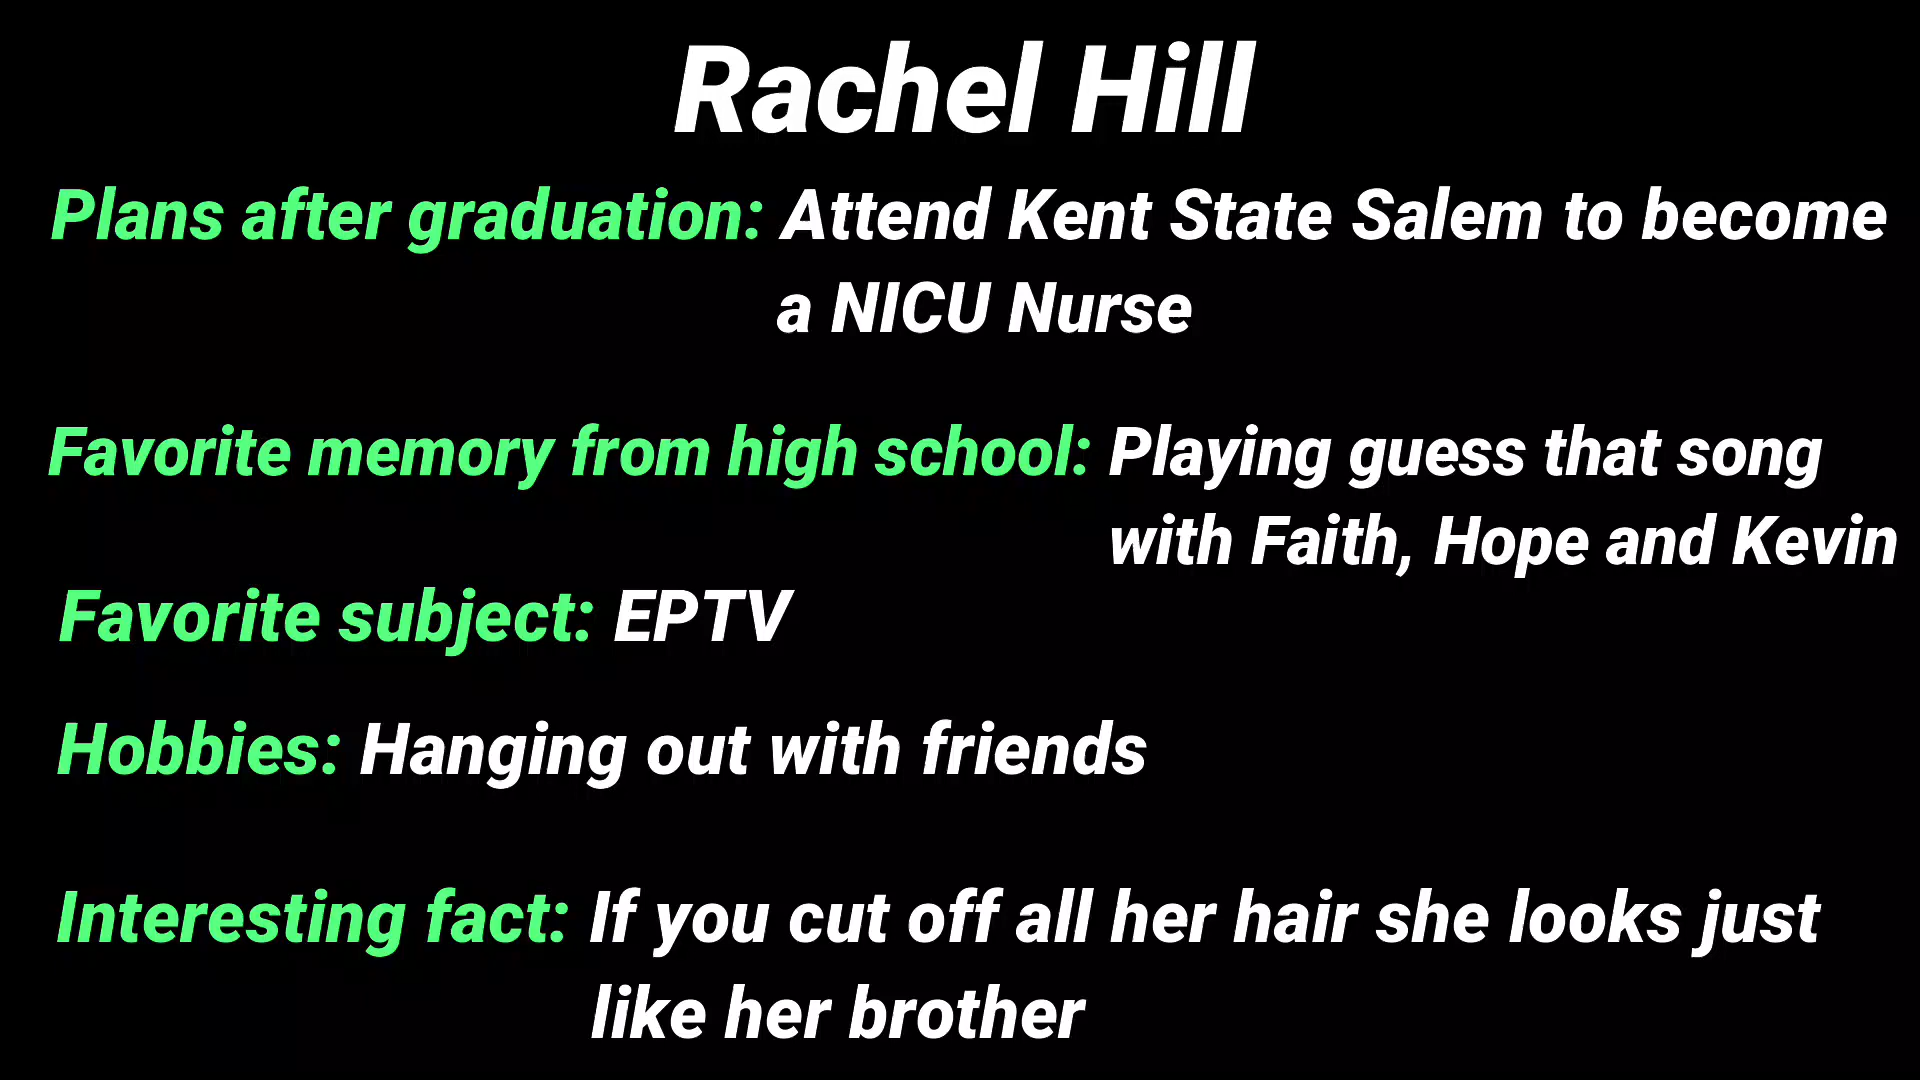 Rachel Hill
Plans after graduation: Attend Kent State Salem to become
a NICU Nurse
Favorite memory from high school: Playing guess that song
with Faith, Hope and Kevin
Favorite subject: EPTV
Hobbies: Hanging out with friends
Interesting fact: If you cut off all her hair she looks just
like her brother